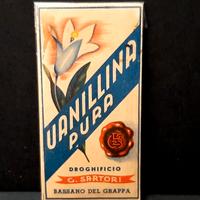 VANILLINA
PURA
DROGHIFICIO
G. SARTORI
BASSANO DEL GRAPPA